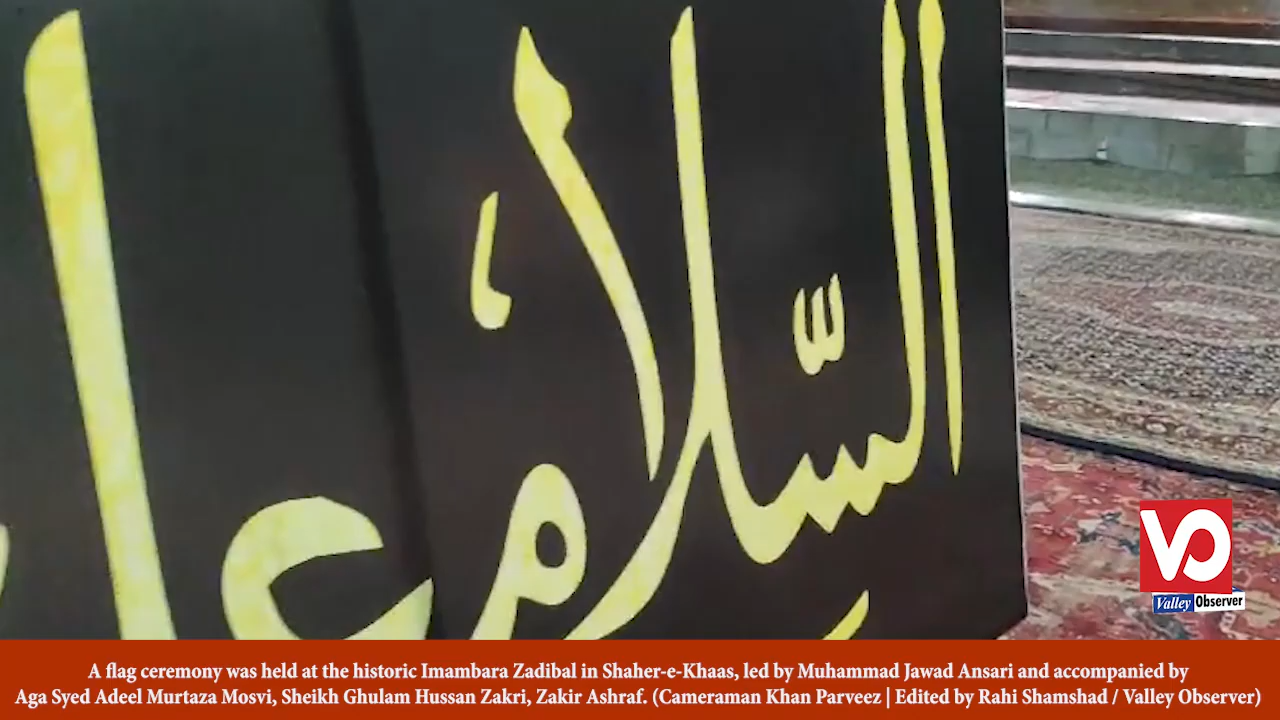 السّلام
VO
Valley Observer
A flag ceremony was held at the historic Imambara Zadibal in Shaher-e-Khaas, led by Muhammad Jawad Ansari and accompanied by
Aga Syed Adeel Murtaza Mosvi, Sheikh Ghulam Hussan Zakri, Zakir Ashraf. (Cameraman Khan Parveez | Edited by Rahi Shamshad / Valley Observer)